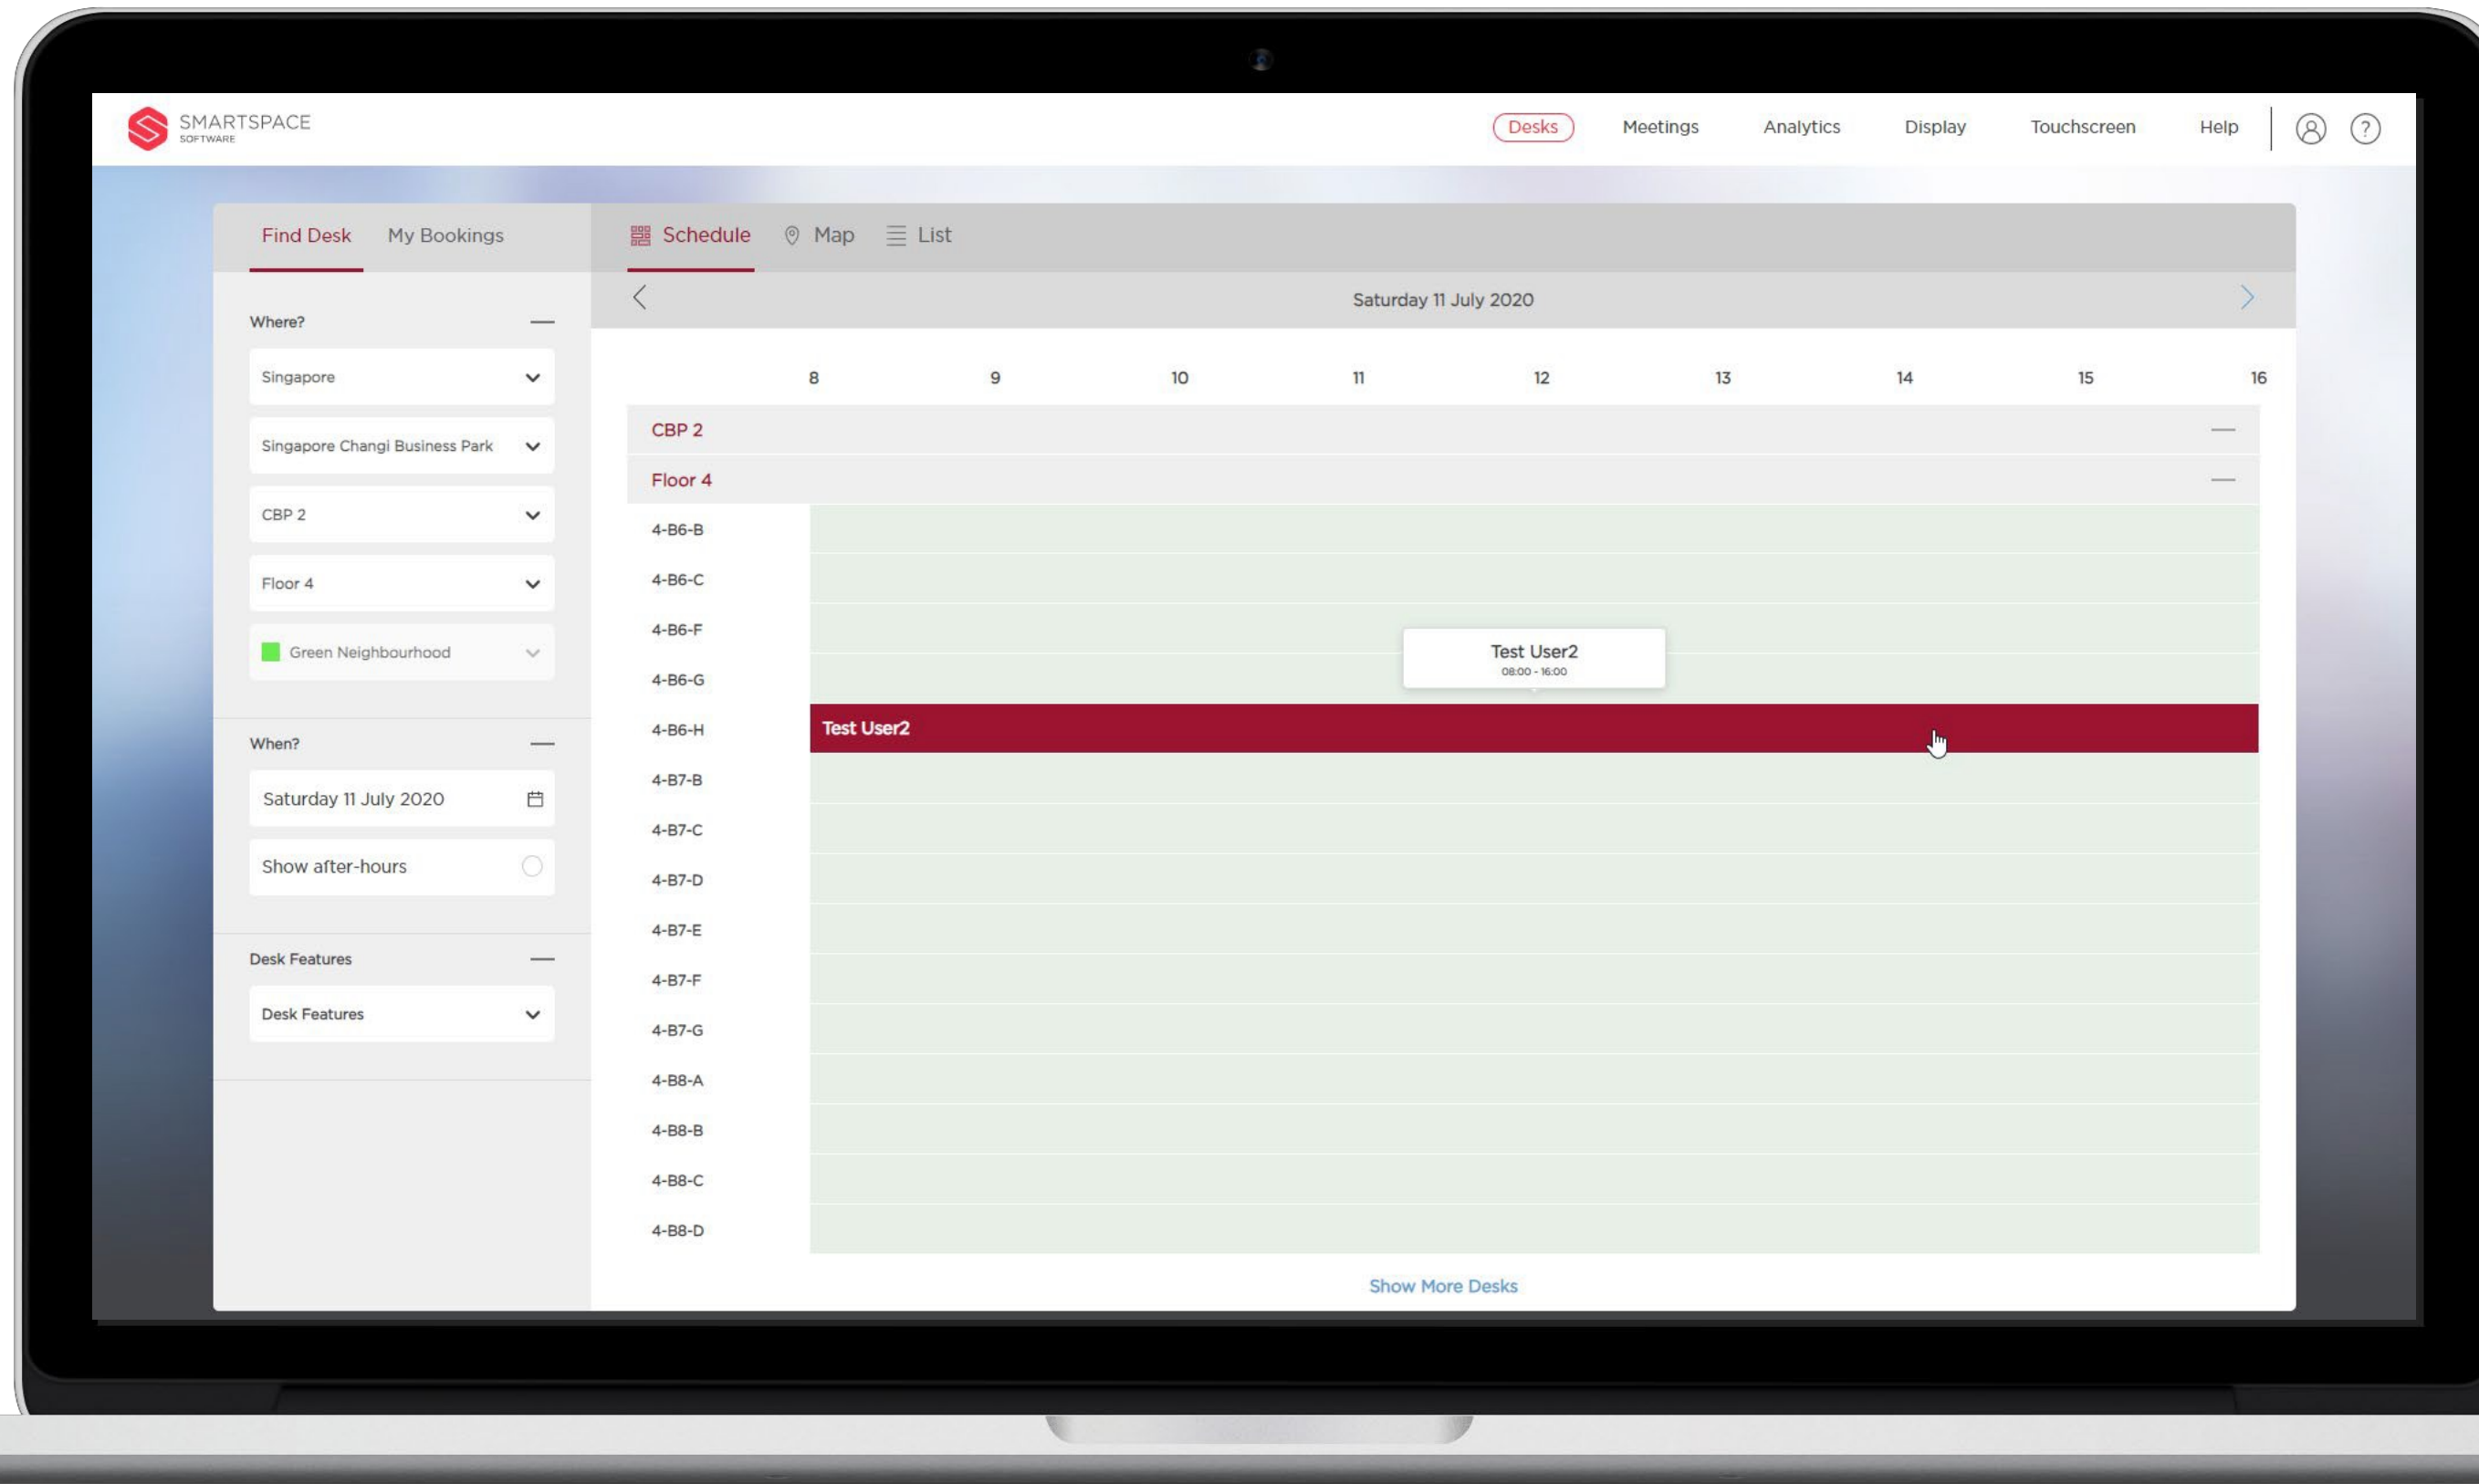 SMARTSPACE
SOFTWARE
Desks Meetings Analytics Display Touchscreen Help ?
Find Desk My Bookings
Schedule Map List
Saturday 11 July 2020
Where?
Singapore
Singapore Changi Business Park
CBP 2
Floor 4
Green Neighbourhood
When?
Saturday 11 July 2020
Show after-hours
Desk Features
Desk Features
8 9 10 11 12 13 14 15 16
CBP 2
Floor 4
4-B6-B
4-B6-C
4-B6-F
Test User2
08:00 - 16:00
4-B6-G
4-B6-H Test User2
4-B7-B
4-B7-C
4-B7-D
4-B7-E
4-B7-F
4-B7-G
4-B8-A
4-B8-B
4-B8-C
4-B8-D
Show More Desks